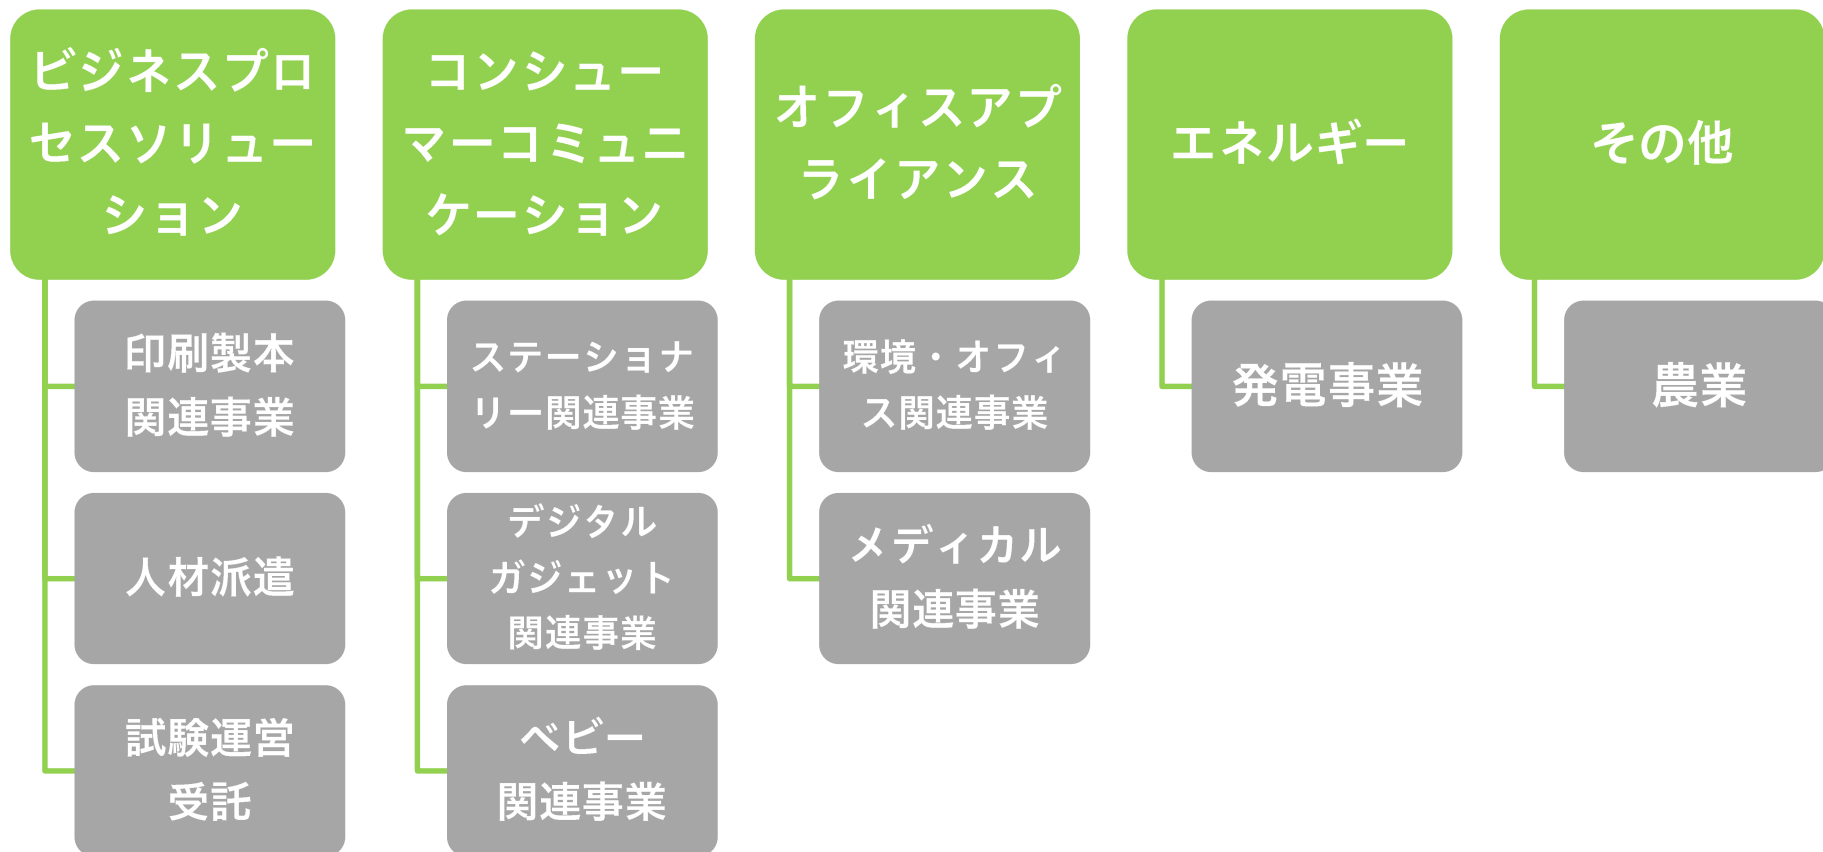 ビジネスプロ
セスソリュー
ション
印刷製本
関連事業
人材派遣
試験運営
受託
コンシュー
マーコミュニ
ケーション
ステーショナ
リー関連事業
デジタル
ガジェット
関連事業
ベビー
関連事業
オフィスアプ
ライアンス
環境・オフィ
ス関連事業
メディカル
関連事業
エネルギー
発電事業
その他
農業